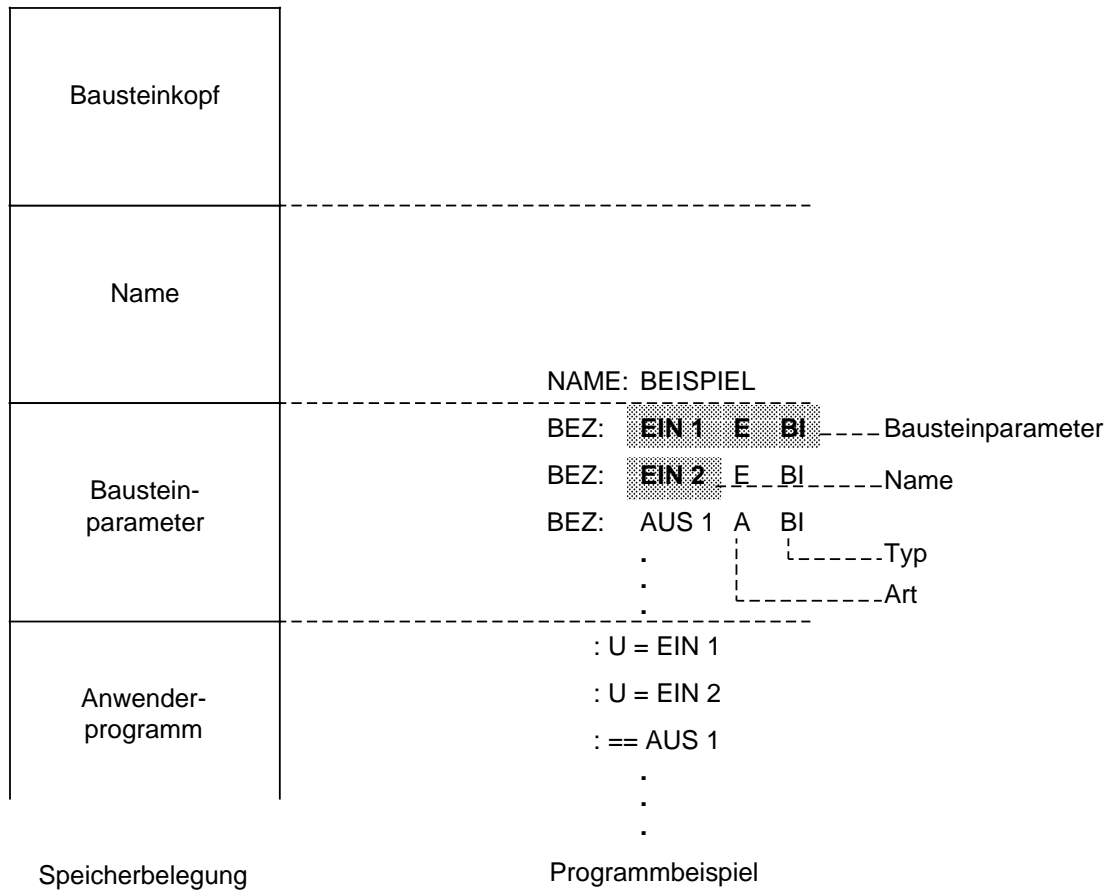 Bausteinkopf
Name
NAME: BEISPIEL
BEZ: EIN 1 E BI Bausteinparameter
BEZ: EIN 2 E BI Name
BEZ: AUS 1 A BI
Baustein-
parameter
.
.
.
Typ
Art
: U = EIN 1
: U = EIN 2
: == AUS 1
.
.
.
Anwender-
programm
Speicherbelegung
Programmbeispiel